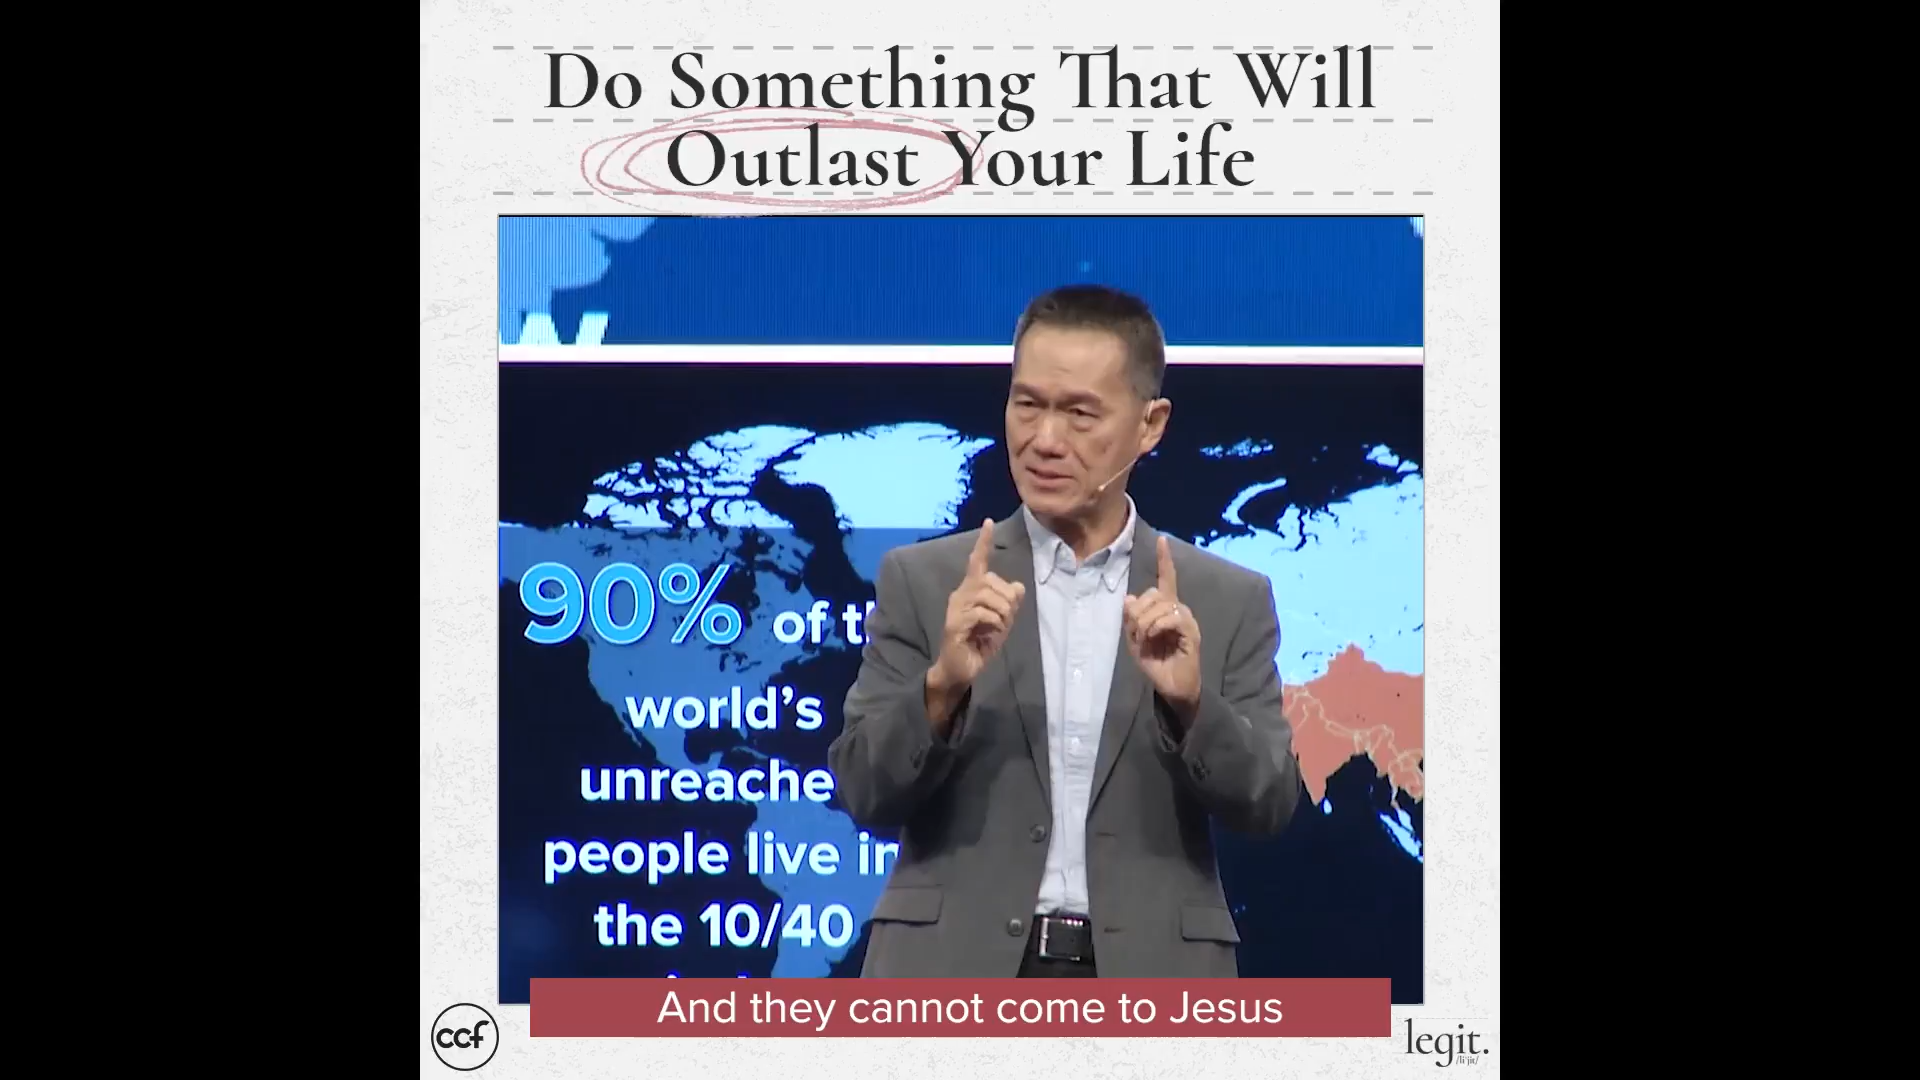 Do Something That Will
Outlast Your Life
90% of
world's
unreache
people live in
the 10/40
And they cannot come to Jesus
ccf
legit.